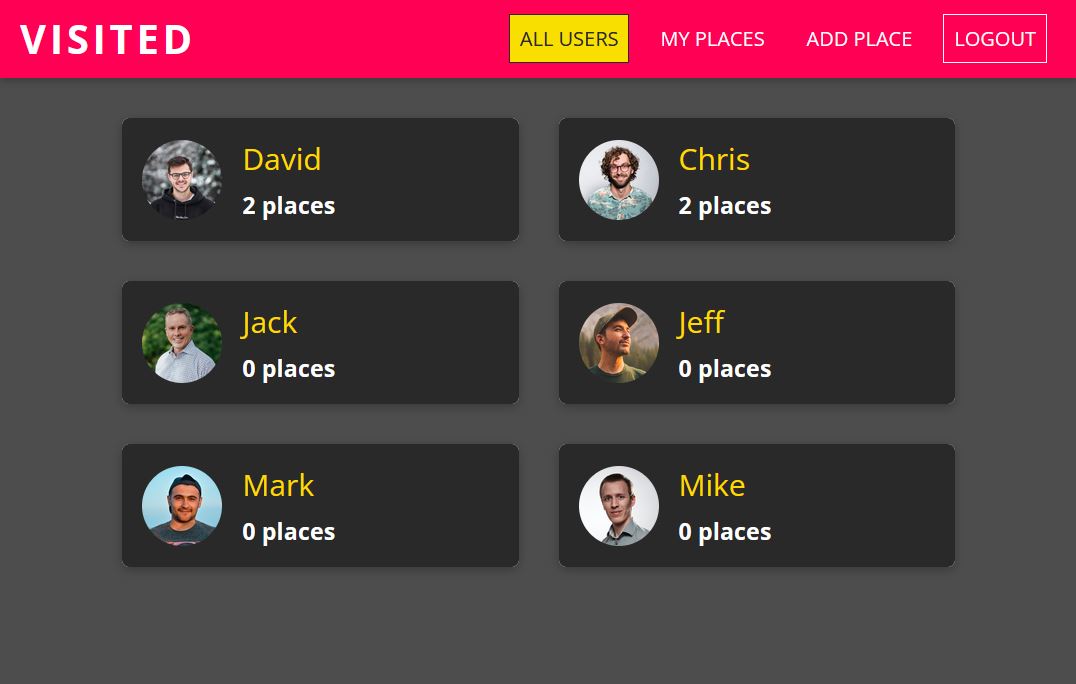 VISITED
ALL USERS
MY PLACES
ADD PLACE
LOGOUT
David
2 places
Chris
2 places
Jack
0 places
Jeff
0 places
Mark
0 places
Mike
0 places